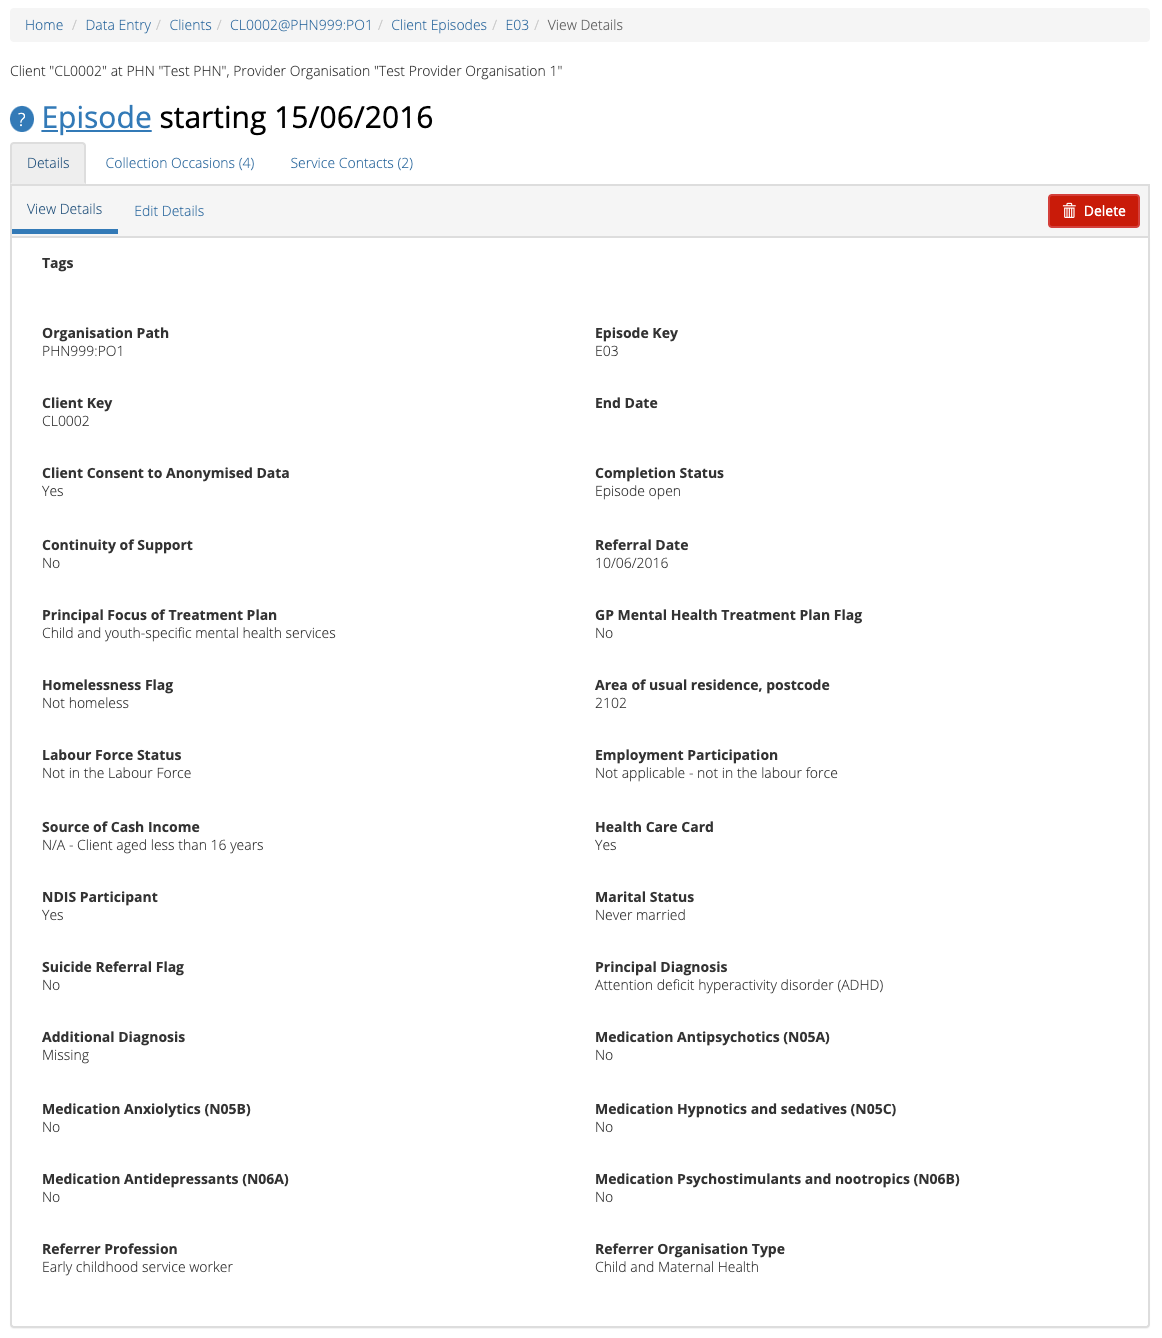 Home / Data Entry / Clients / CL0002@PHN999:PO1 / Client Episodes / E03 / View Details
Client "CL0002" at PHN "Test PHN", Provider Organisation "Test Provider Organisation 1"
? Episode starting 15/06/2016
Details Collection Occasions (4) Service Contacts (2)
View Details Edit Details Delete
Tags
Organisation Path Episode Key
PHN999:PO1 E03
Client Key End Date
CL0002
Client Consent to Anonymised Data Completion Status
Yes Episode open
Continuity of Support Referral Date
No 10/06/2016
Principal Focus of Treatment Plan GP Mental Health Treatment Plan Flag
Child and youth-specific mental health services No
Homelessness Flag Area of usual residence, postcode
Not homeless 2102
Labour Force Status Employment Participation
Not in the Labour Force Not applicable - not in the labour force
Source of Cash Income Health Care Card
N/A - Client aged less than 16 years Yes
NDIS Participant Marital Status
Yes Never married
Suicide Referral Flag Principal Diagnosis
No Attention deficit hyperactivity disorder (ADHD)
Additional Diagnosis Medication Antipsychotics (N05A)
Missing No
Medication Anxiolytics (N05B) Medication Hypnotics and sedatives (N05C)
No No
Medication Antidepressants (N06A) Medication Psychostimulants and nootropics (N06B)
No No
Referrer Profession Referrer Organisation Type
Early childhood service worker Child and Maternal Health